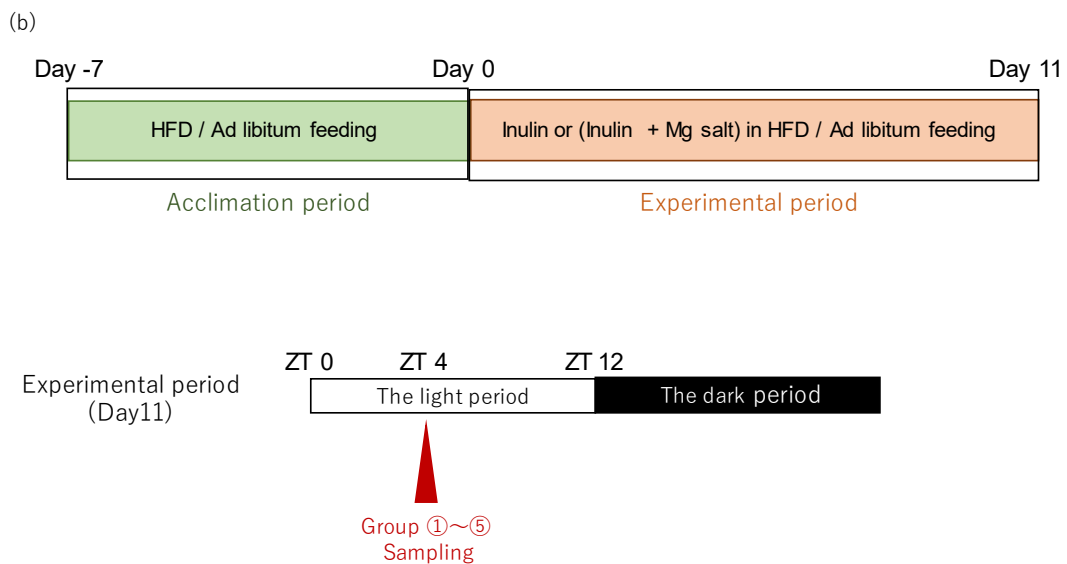 (b)
Day -7
Day 0
Day 11
HFD / Ad libitum feeding
Inulin or (Inulin + Mg salt) in HFD / Ad libitum feeding
Acclimation period
Experimental period
ZT 0
ZT 4
ZT 12
Experimental period
(Day11)
The light period
The dark period
Group ①～⑤
Sampling